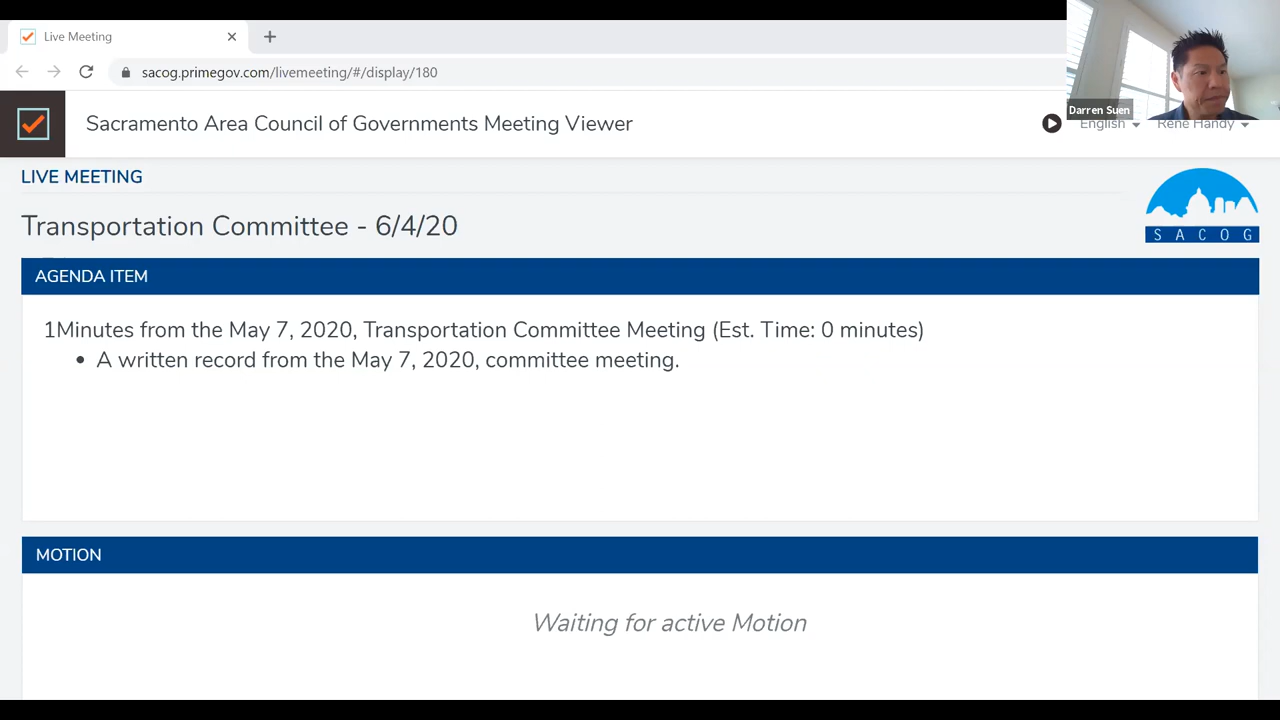 Live Meeting
sacog.primegov.com/livemeeting/#/display/180
Darren Suen
Sacramento Area Council of Governments Meeting Viewer
English
René Handy
LIVE MEETING
SACOG
Transportation Committee - 6/4/20
AGENDA ITEM
1Minutes from the May 7, 2020, Transportation Committee Meeting (Est. Time: 0 minutes)
• A written record from the May 7, 2020, committee meeting.
MOTION
Waiting for active Motion